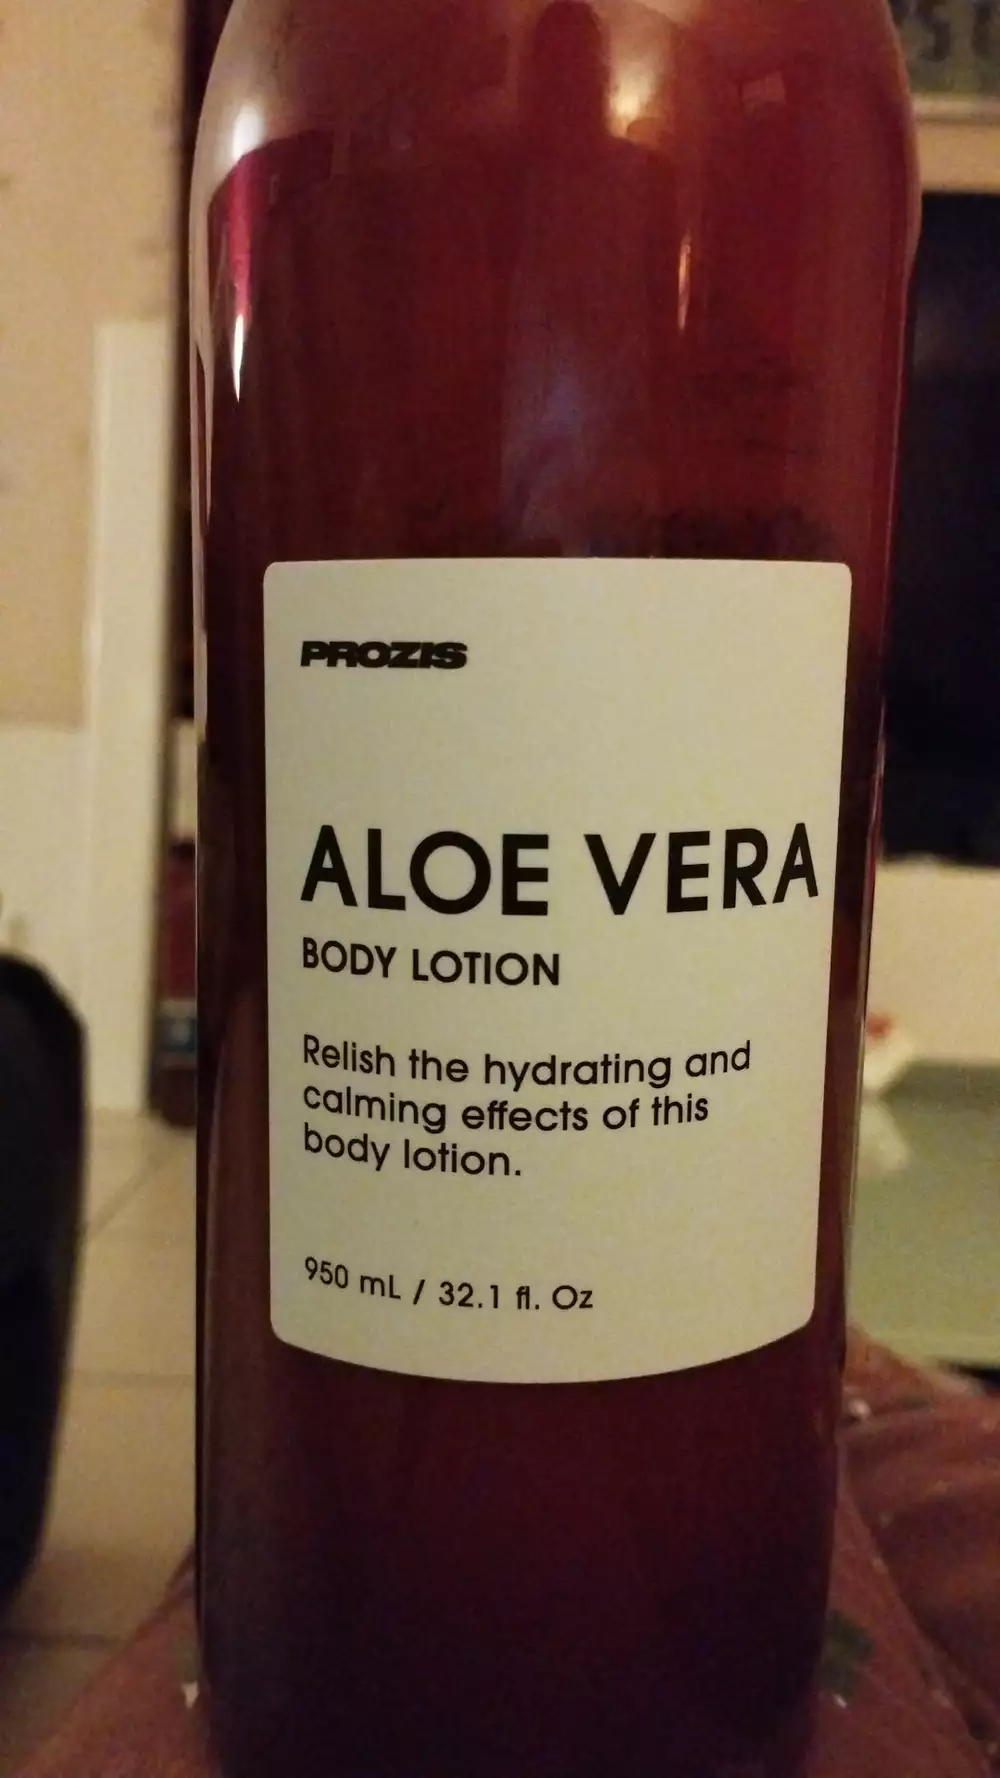 PROZIS
ALOE VERA
BODY LOTION
Relish the hydrating and
calming effects of this
body lotion.
950 mL / 32.1 fl. Oz